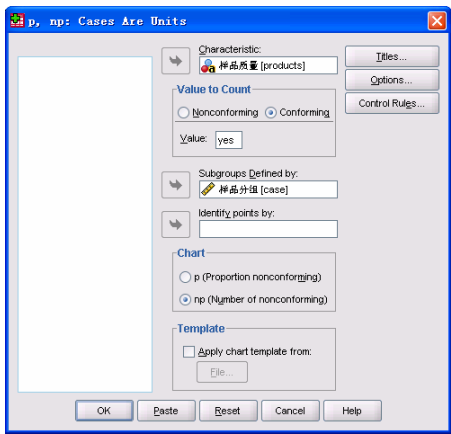 p, np: Cases Are Units
Characteristic:
样品质量 [products]
Titles...
Options...
Control Rules...
Value to Count
Nonconforming
Conforming
Value: yes
Subgroups Defined by:
样品分组 [case]
Identify points by:
Chart
p (Proportion nonconforming)
np (Number of nonconforming)
Template
Apply chart template from:
File...
OK Paste Reset Cancel Help